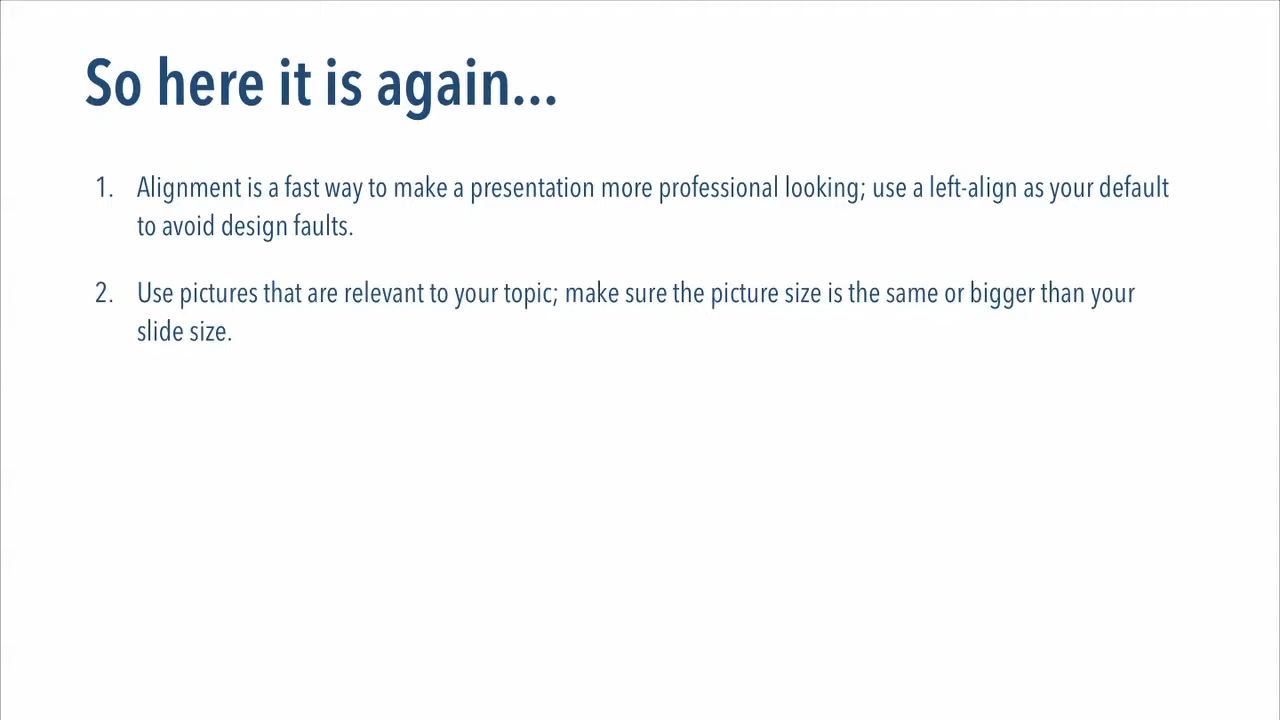 So here it is again...
1. Alignment is a fast way to make a presentation more professional looking; use a left-align as your default
to avoid design faults.
2. Use pictures that are relevant to your topic; make sure the picture size is the same or bigger than your
slide size.